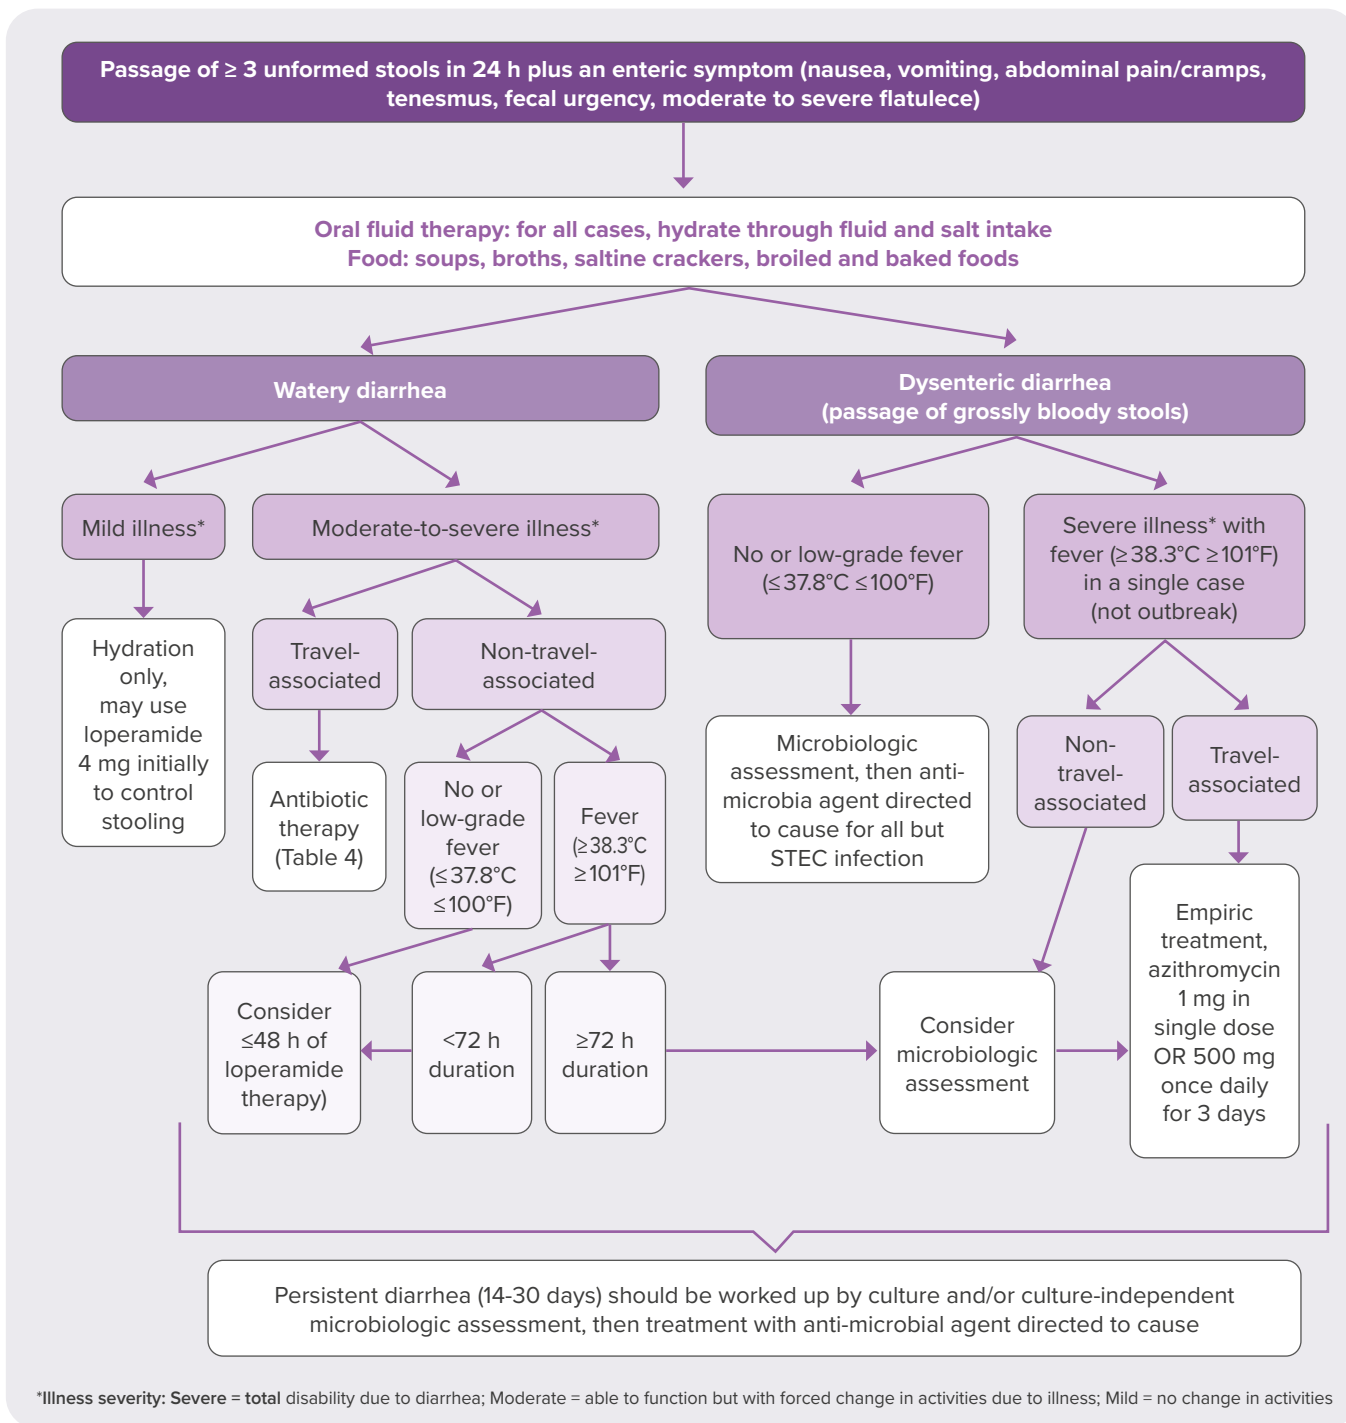 Passage of ≥ 3 unformed stools in 24 h plus an enteric symptom (nausea, vomiting, abdominal pain/cramps,
tenesmus, fecal urgency, moderate to severe flatulece)
Oral fluid therapy: for all cases, hydrate through fluid and salt intake
Food: soups, broths, saltine crackers, broiled and baked foods
Watery diarrhea
Dysenteric diarrhea
(passage of grossly bloody stools)
Mild illness*
Moderate-to-severe illness*
No or low-grade fever
(≤37.8°C ≤100°F)
Severe illness* with
fever (≥38.3°C ≥101°F)
in a single case
(not outbreak)
Hydration
only,
may use
loperamide
4 mg initially
to control
stooling
Travel-
associated
Non-travel-
associated
Antibiotic
therapy
(Table 4)
No or
low-grade
fever
(≤37.8°C
≤100°F)
Fever
(≥38.3°C
≥101°F)
Microbiologic
assessment, then anti-
microbia agent directed
to cause for all but
STEC infection
Non-
travel-
associated
Travel-
associated
Consider
≤48 h of
loperamide
therapy)
<72 h
duration
≥72 h
duration
Consider
microbiologic
assessment
Empiric
treatment,
azithromycin
1 mg in
single dose
OR 500 mg
once daily
for 3 days
Persistent diarrhea (14-30 days) should be worked up by culture and/or culture-independent
microbiologic assessment, then treatment with anti-microbial agent directed to cause
*Illness severity: Severe = total disability due to diarrhea; Moderate = able to function but with forced change in activities due to illness; Mild = no change in activities